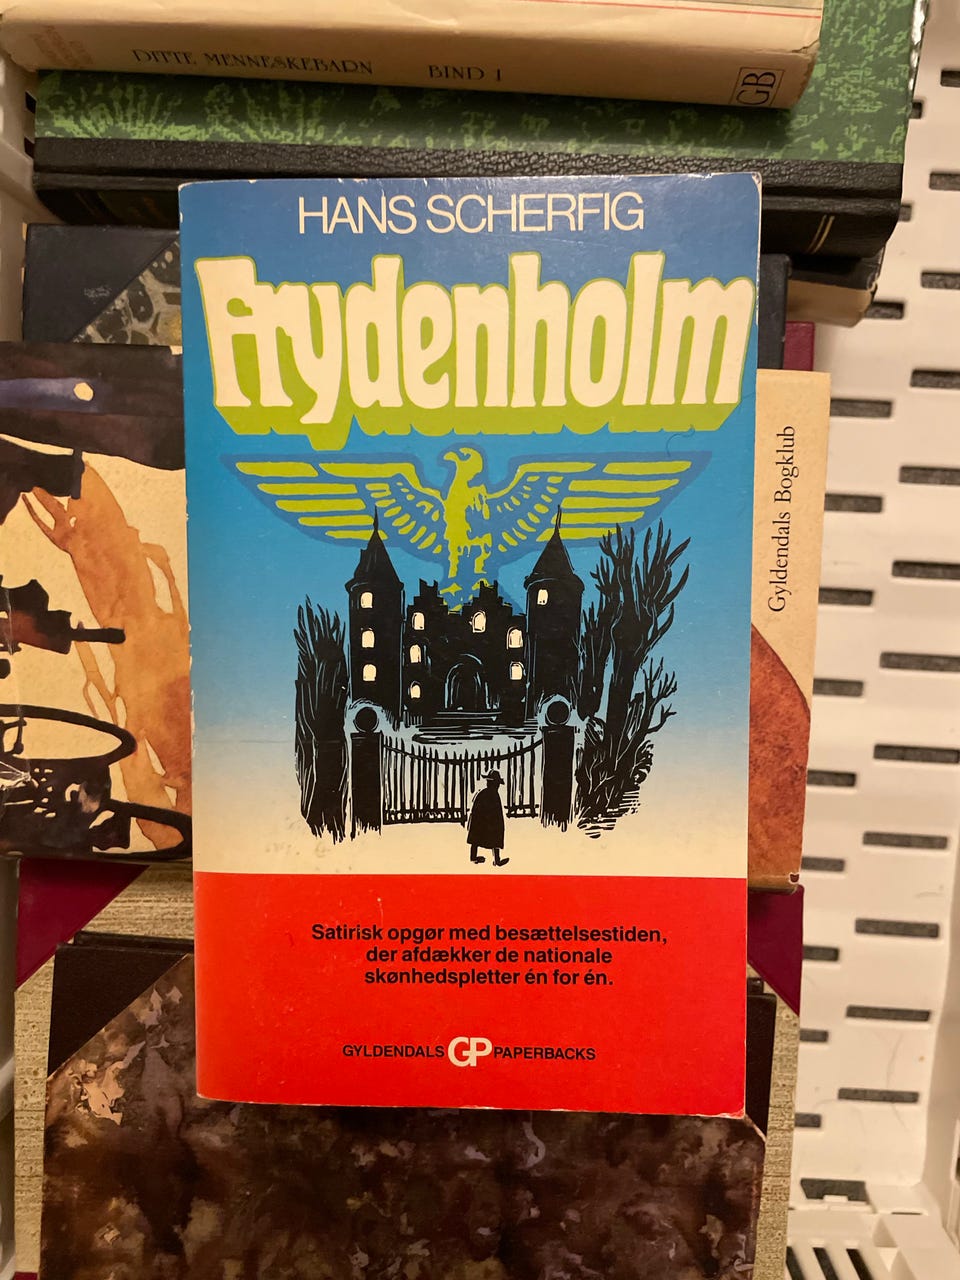 DITTE MENNESKEBARN BIND 1 GB
HANS SCHERFIG
Frydenholm
Gyldendals Bogklub
Satirisk opgør med besættelsestiden,
der afdækker de nationale
skønhedspletter én for én.
GYLDENDALS GP PAPERBACKS